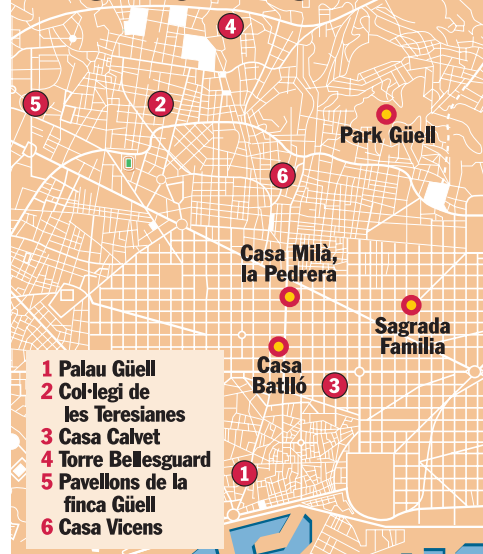 4
5
2
Park Güell
6
Casa Milà,
la Pedrera
Sagrada
Familia
Casa
Batlló
3
1
1 Palau Güell
2 Col·legi de
les Teresianes
3 Casa Calvet
4 Torre Bellesguard
5 Pavellons de la
finca Güell
6 Casa Vicens